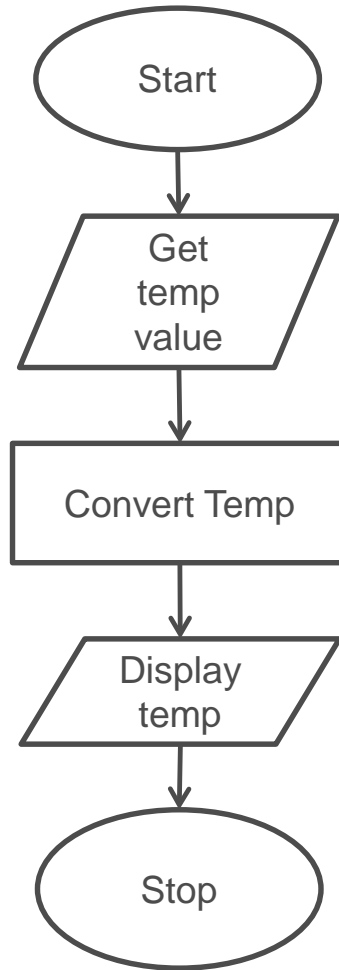 Start
Get
temp
value
Convert Temp
Display
temp
Stop